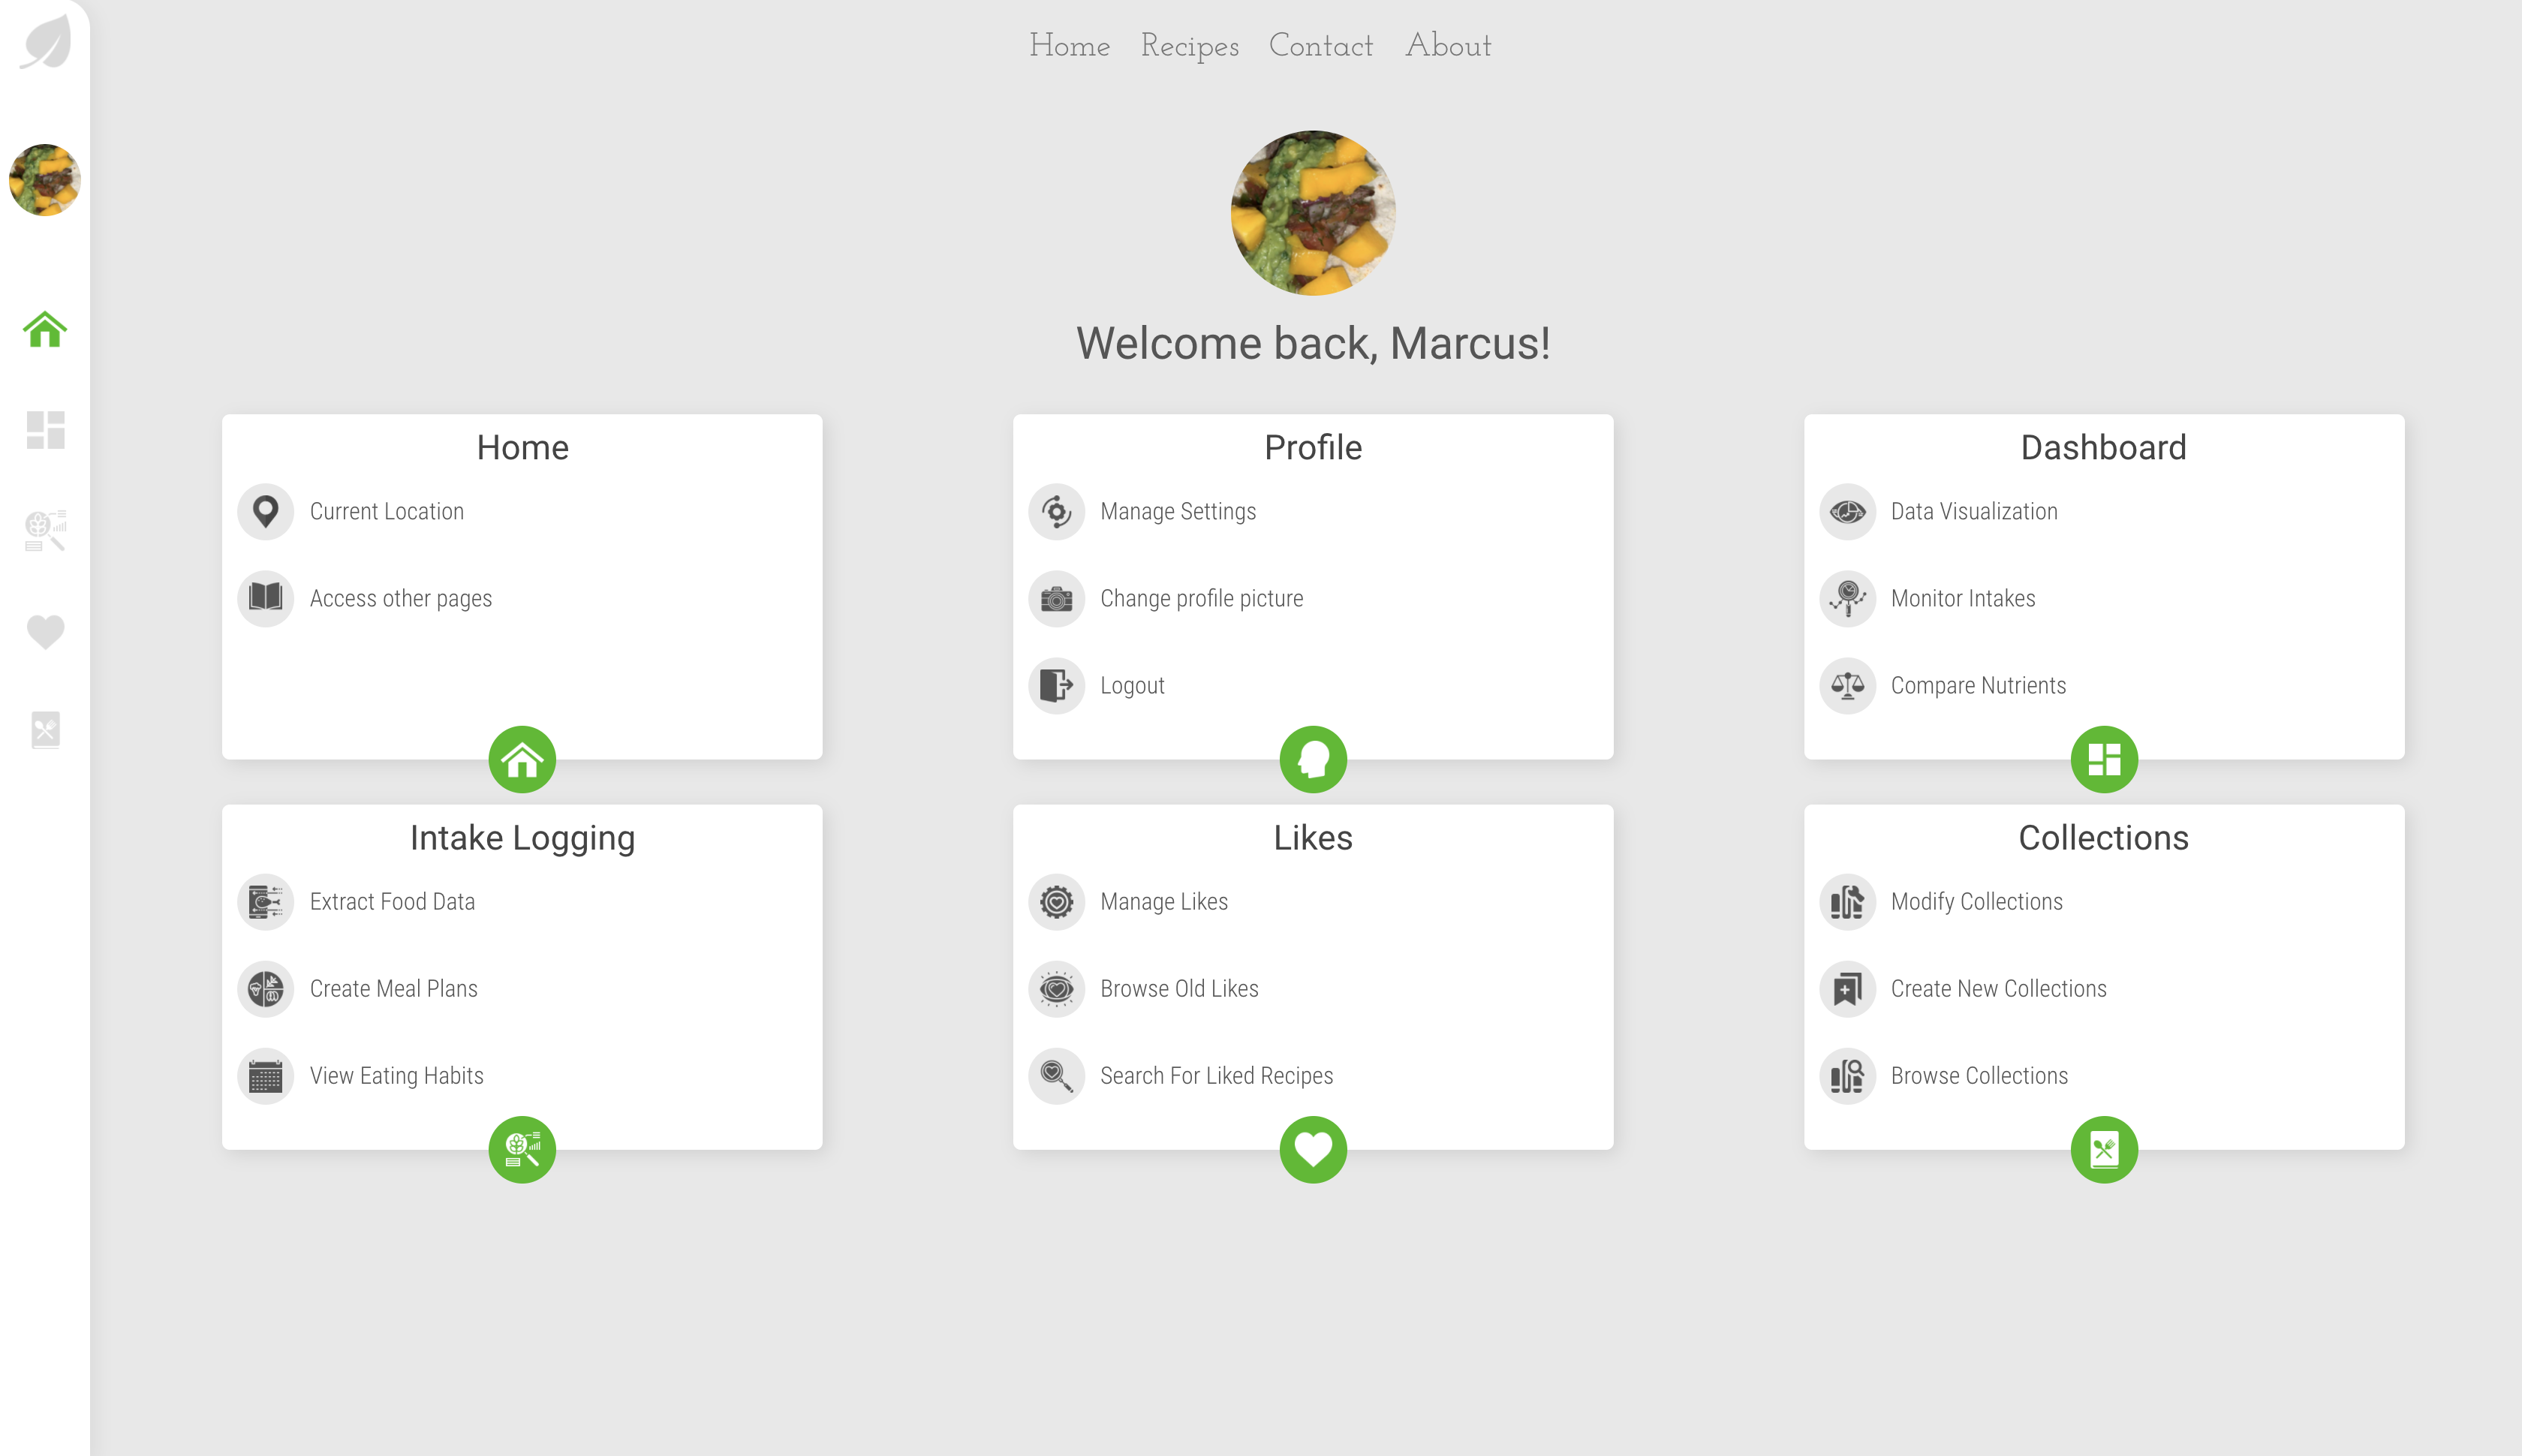 Home Recipes Contact About
Welcome back, Marcus!
Home
Current Location
Access other pages
Profile
Manage Settings
Change profile picture
Logout
Dashboard
Data Visualization
Monitor Intakes
Compare Nutrients
Intake Logging
Extract Food Data
Create Meal Plans
View Eating Habits
Likes
Manage Likes
Browse Old Likes
Search For Liked Recipes
Collections
Modify Collections
Create New Collections
Browse Collections